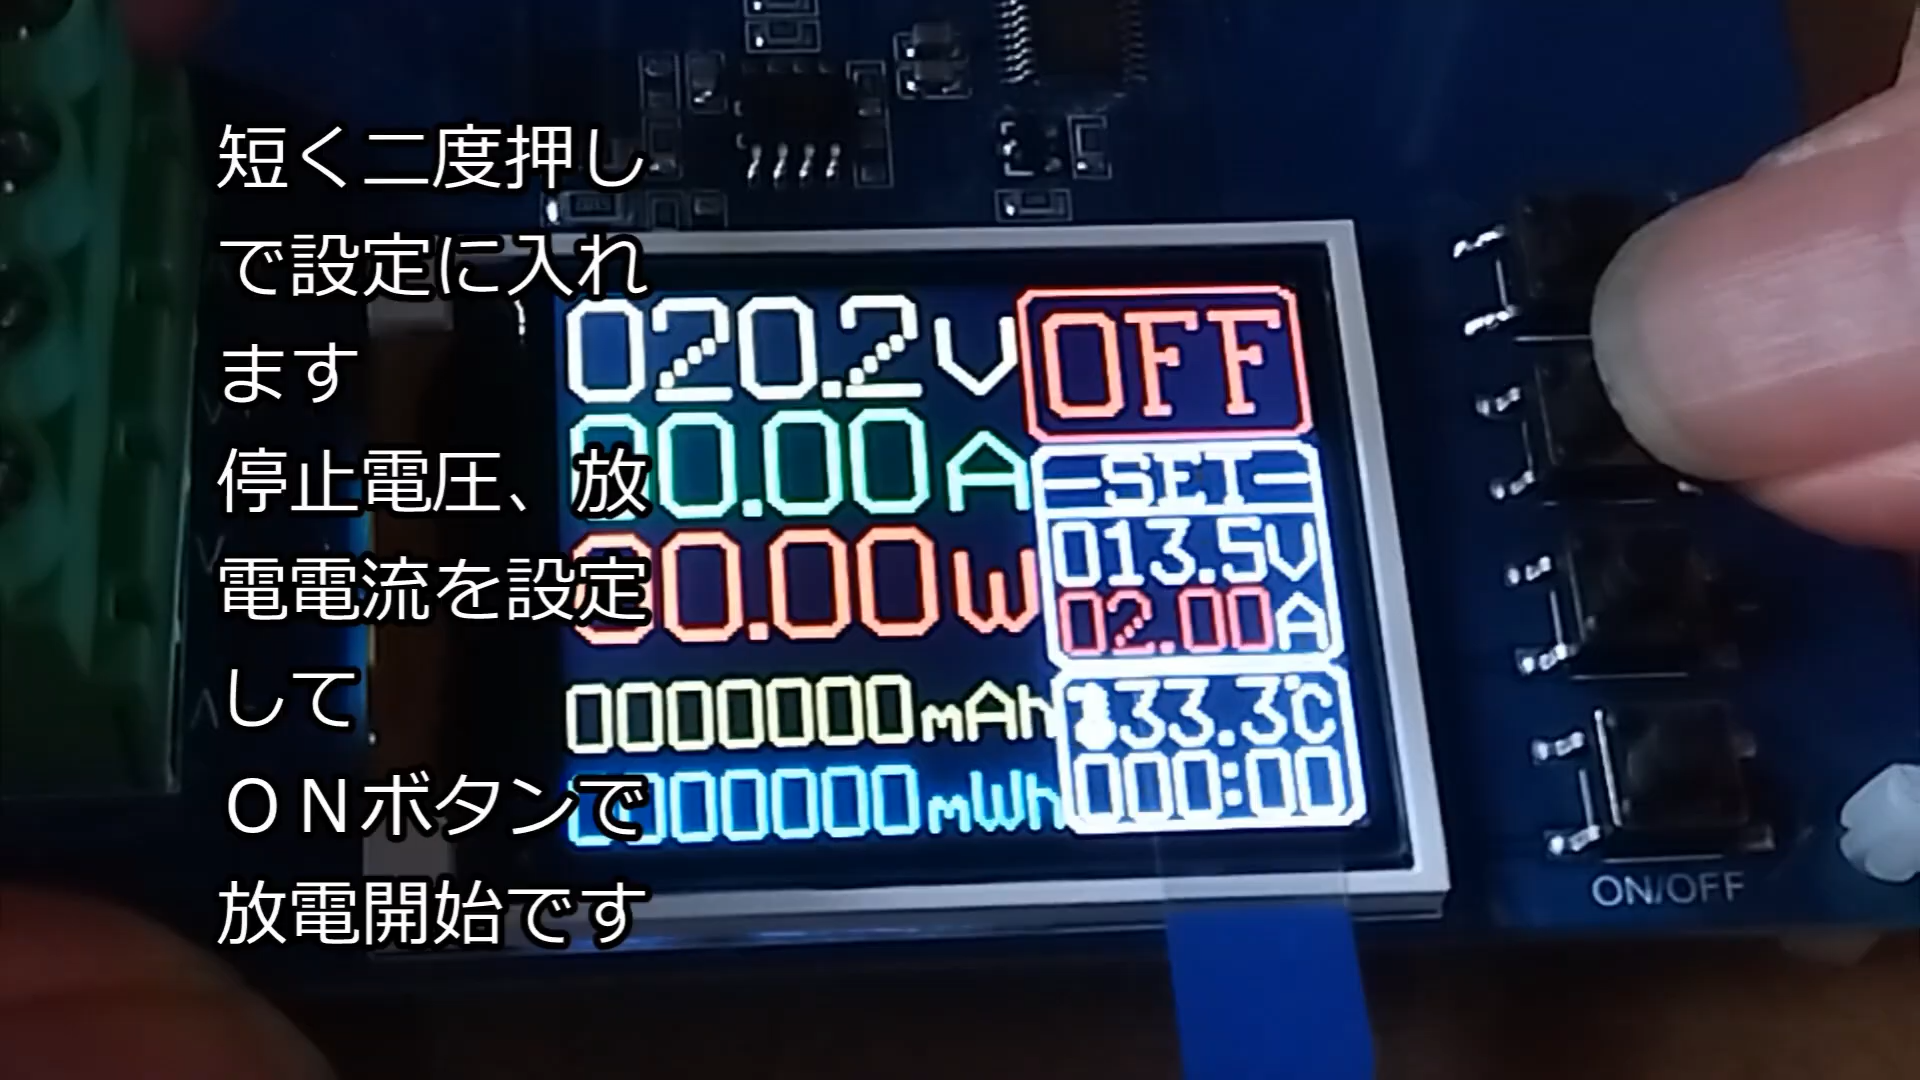 短く二度押し
で設定に入れ
ます
停止電圧、放
電電流を設定
して
ＯＮボタンで
放電開始です
020.2V
OFF
00.00A
-SET-
013.5V
00.00W
02.00A
0000000mAh
33.3℃
0000000mWh
000:00
ON/OFF